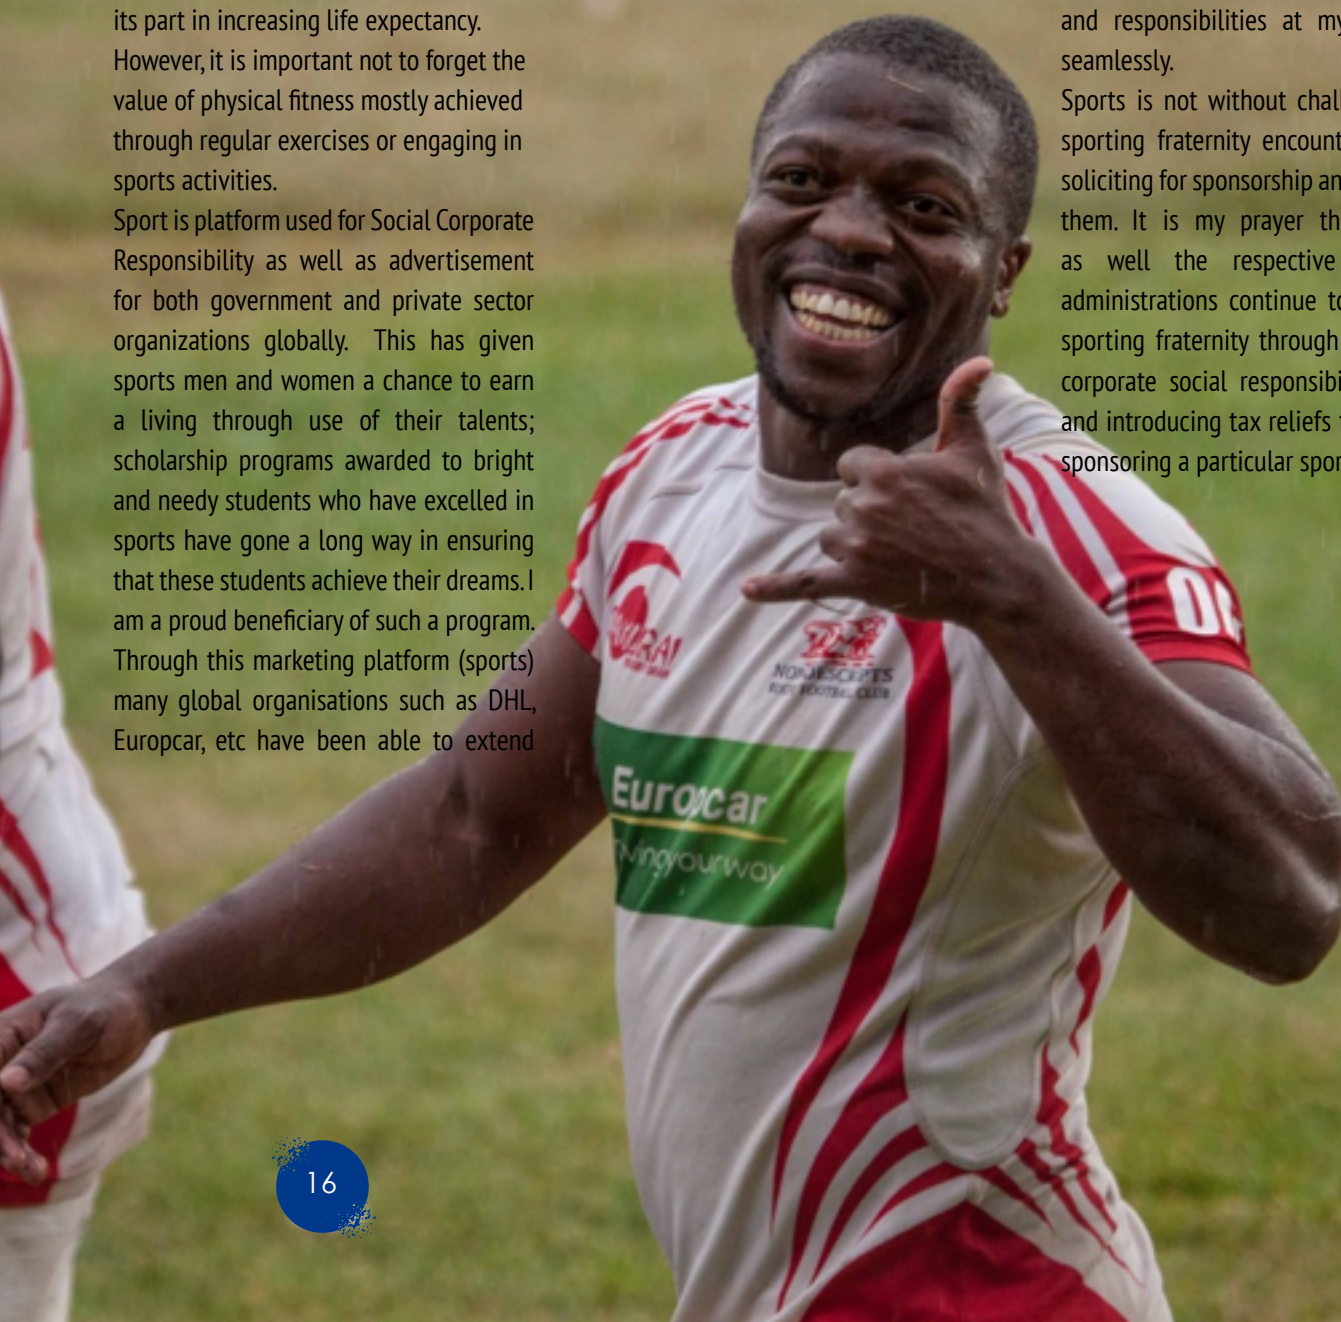 its part in increasing life expectancy.
However, it is important not to forget the
value of physical fitness mostly achieved
through regular exercises or engaging in
sports activities.
Sport is platform used for Social Corporate
Responsibility as well as advertisement
for both government and private sector
organizations globally. This has given
sports men and women a chance to earn
a living through use of their talents;
scholarship programs awarded to bright
and needy students who have excelled in
sports have gone a long way in ensuring
that these students achieve their dreams. I
am a proud beneficiary of such a program.
Through this marketing platform (sports)
many global organisations such as DHL,
Europcar, etc have been able to extend
and responsibilities at my
seamlessly.
Sports is not without
sporting fraternity
soliciting for sponsorship
them. It is my prayer
as well the respective
administrations continue to
sporting fraternity through
corporate social
and introducing tax reliefs
sponsoring a particular
NONDESCRIPTS
FOOTBALL CLUB
Europcar
yourway
16